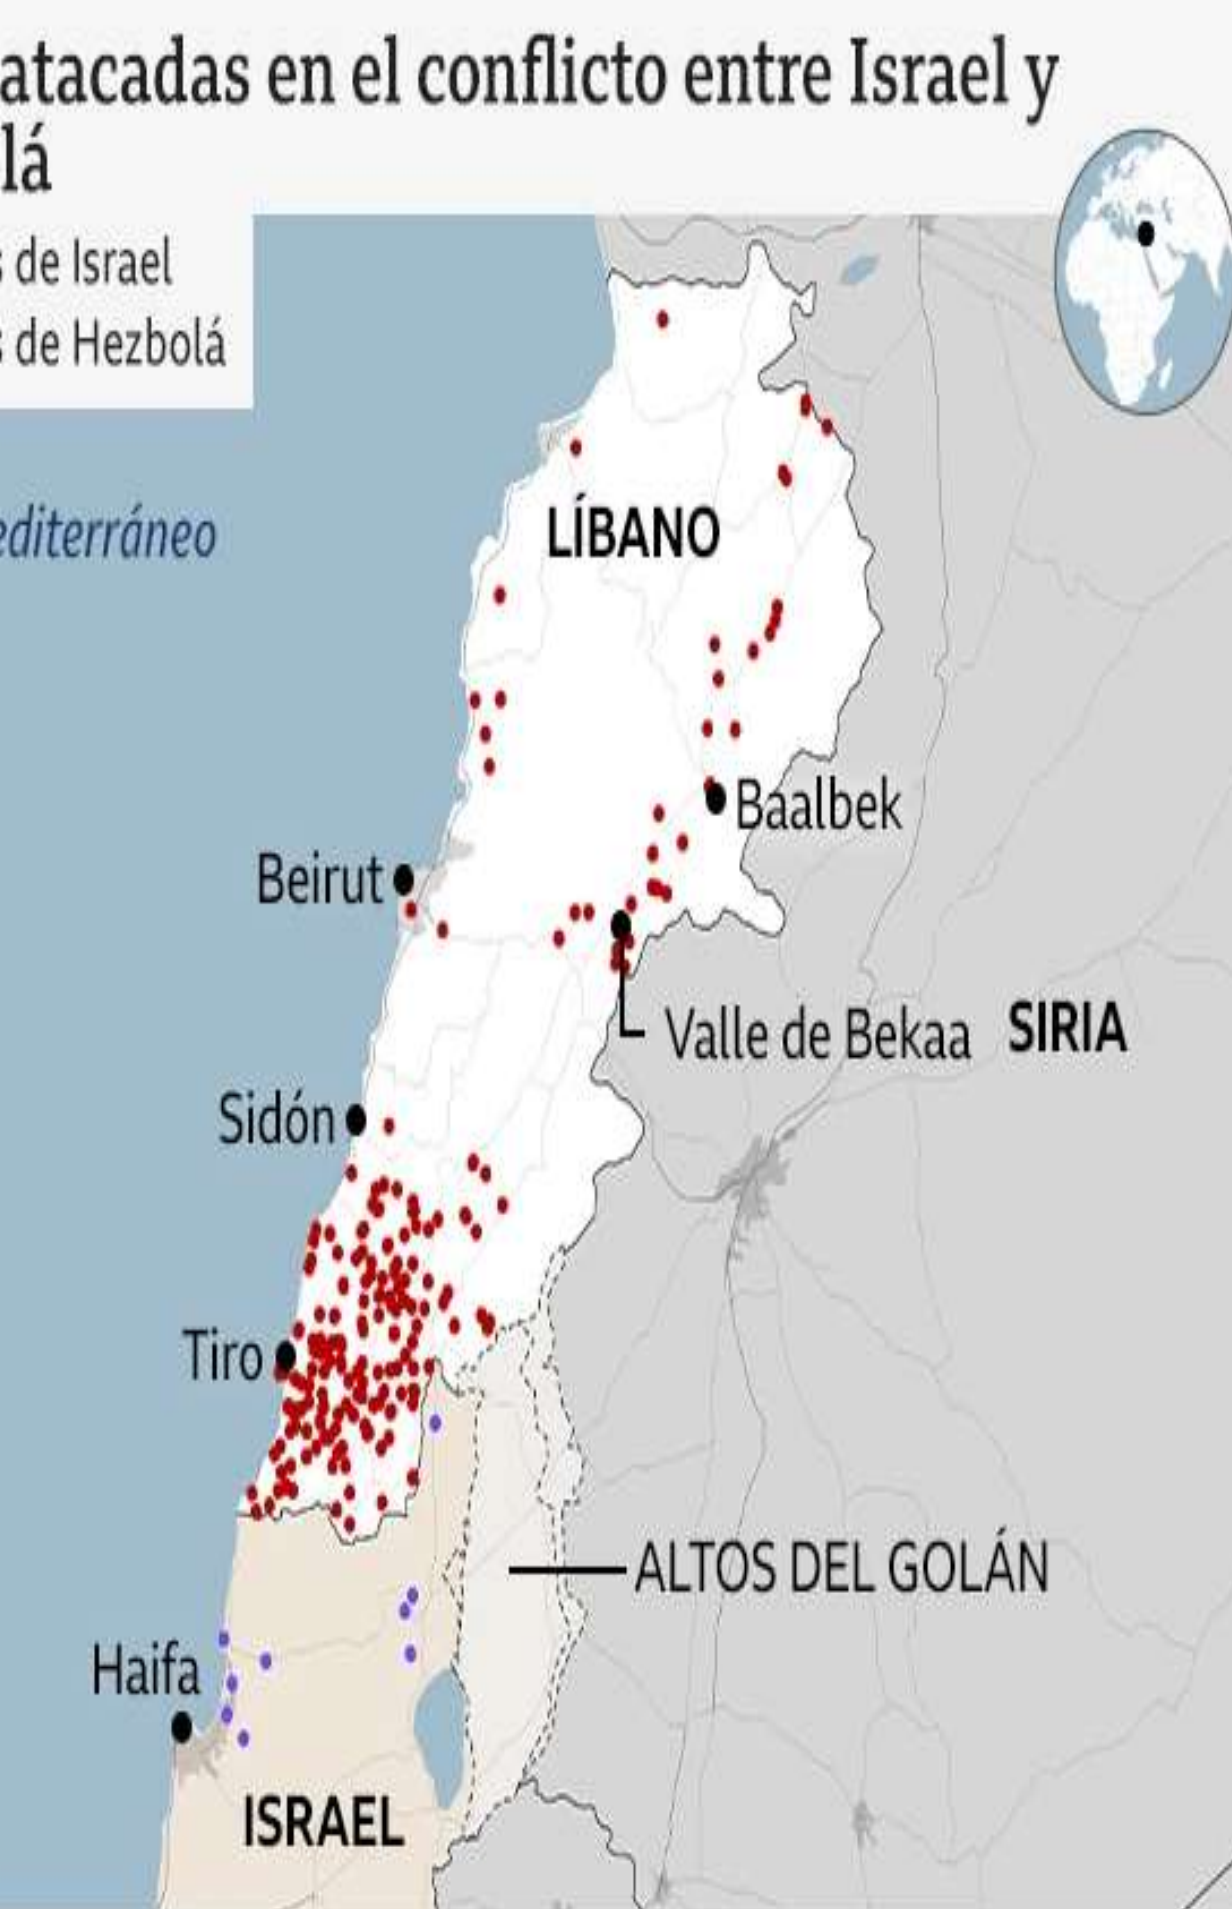 atacadas en el conflicto entre Israel y
lá
s de Israel
s de Hezbolá
editerráneo
LÍBANO
Baalbek
Beirut
Valle de Bekaa
SIRIA
Sidón
Tiro
ALTOS DEL GOLÁN
Haifa
ISRAEL